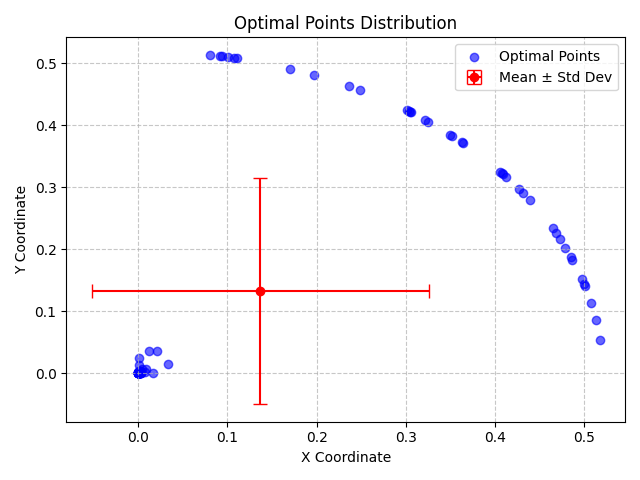 Optimal Points Distribution
Optimal Points
Mean ± Std Dev
Y Coordinate
0.5
0.4
0.3
0.2
0.1
0.0
0.0 0.1 0.2 0.3 0.4 0.5
X Coordinate